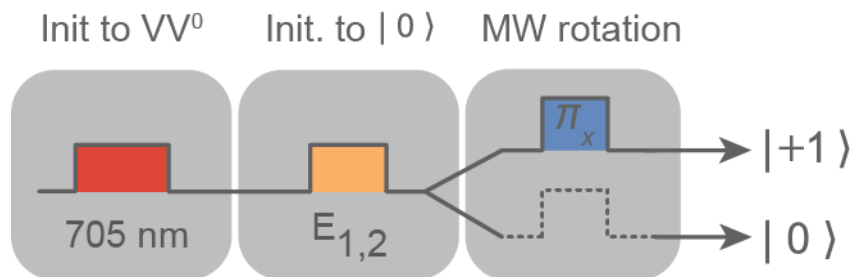 Init to VV⁰
Init. to | 0 ⟩
MW rotation
π_x
| +1 ⟩
705 nm
E_1,2
| 0 ⟩